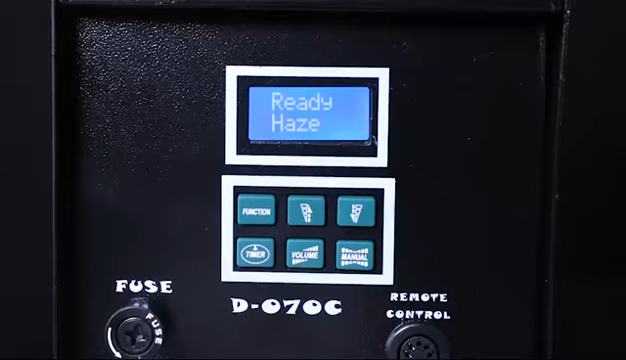 Ready
Haze
FUNCTION
TIMER
VOLUME
MANUAL
FUSE
D-070C
REMOTE
CONTROL
FUSE